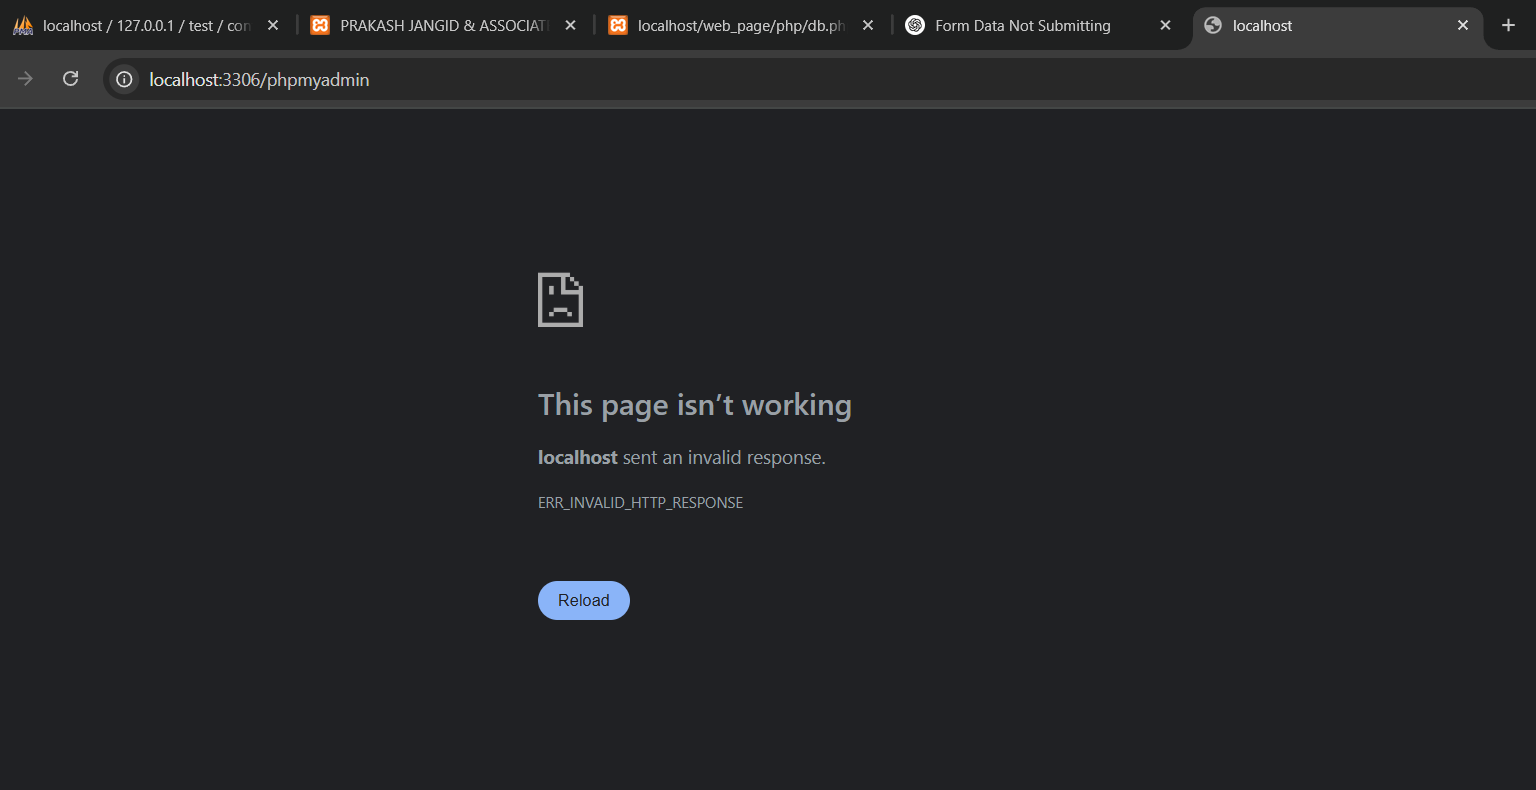 localhost / 127.0.0.1 / test / con
PRAKASH JANGID & ASSOCIATE
localhost/web_page/php/db.ph
Form Data Not Submitting
localhost
localhost:3306/phpmyadmin
This page isn’t working
localhost sent an invalid response.
ERR_INVALID_HTTP_RESPONSE
Reload